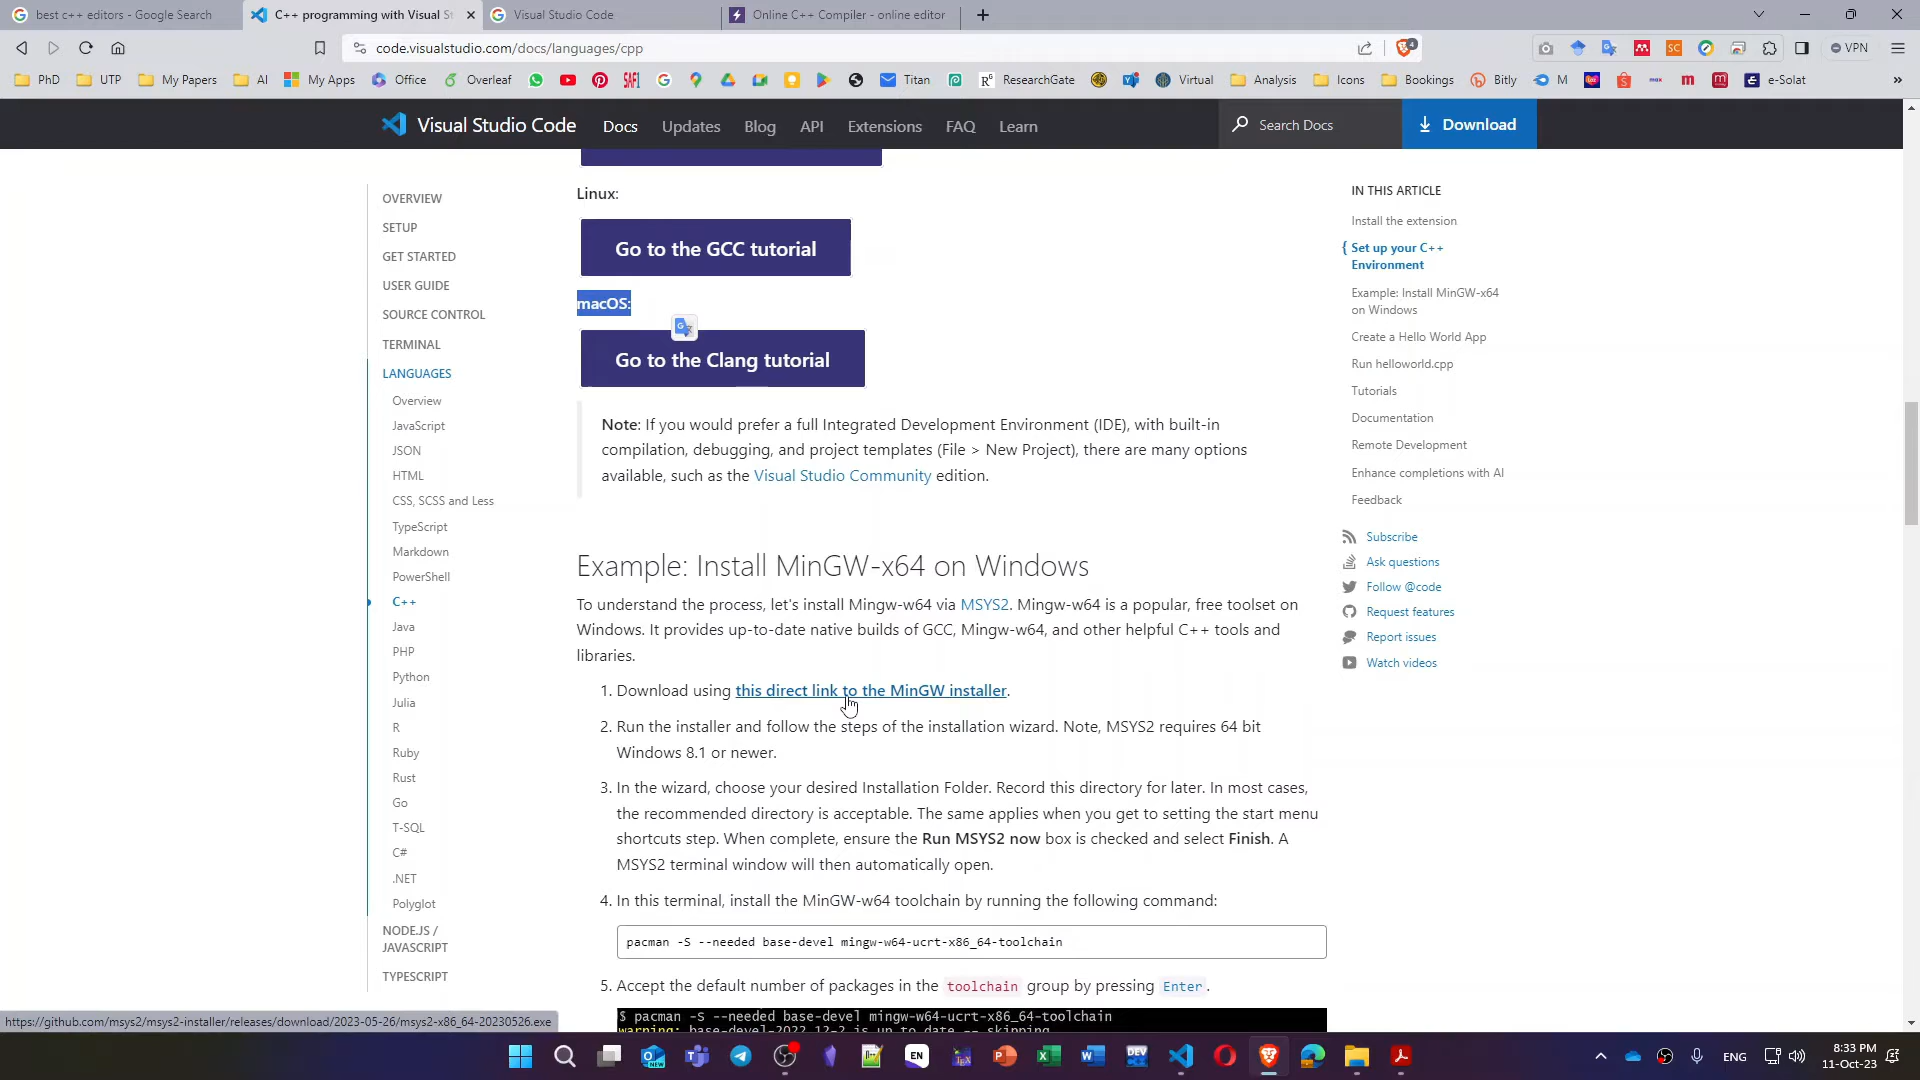 best c++ editors - Google Search
C++ programming with Visual St
Visual Studio Code
Online C++ Compiler - online editor
code.visualstudio.com/docs/languages/cpp
VPN
PhD
UTP
My Papers
AI
My Apps
Office
Overleaf
Titan
ResearchGate
Virtual
Analysis
Icons
Bookings
Bitly
M
e-Solat
Visual Studio Code
Docs
Updates
Blog
API
Extensions
FAQ
Learn
Search Docs
Download
OVERVIEW
SETUP
GET STARTED
USER GUIDE
SOURCE CONTROL
TERMINAL
LANGUAGES
Overview
JavaScript
JSON
HTML
CSS, SCSS and Less
TypeScript
Markdown
PowerShell
C++
Java
PHP
Python
Julia
R
Ruby
Rust
Go
T-SQL
C#
.NET
Polyglot
NODE.JS /
JAVASCRIPT
TYPESCRIPT
Linux:
Go to the GCC tutorial
macOS:
Go to the Clang tutorial
Note: If you would prefer a full Integrated Development Environment (IDE), with built-in
compilation, debugging, and project templates (File > New Project), there are many options
available, such as the Visual Studio Community edition.
Example: Install MinGW-x64 on Windows
To understand the process, let's install Mingw-w64 via MSYS2. Mingw-w64 is a popular, free toolset on
Windows. It provides up-to-date native builds of GCC, Mingw-w64, and other helpful C++ tools and
libraries.
1. Download using this direct link to the MinGW installer.
2. Run the installer and follow the steps of the installation wizard. Note, MSYS2 requires 64 bit
Windows 8.1 or newer.
3. In the wizard, choose your desired Installation Folder. Record this directory for later. In most cases,
the recommended directory is acceptable. The same applies when you get to setting the start menu
shortcuts step. When complete, ensure the Run MSYS2 now box is checked and select Finish. A
MSYS2 terminal window will then automatically open.
4. In this terminal, install the MinGW-w64 toolchain by running the following command:
pacman -S --needed base-devel mingw-w64-ucrt-x86_64-toolchain
5. Accept the default number of packages in the toolchain group by pressing Enter.
$ pacman -S --needed base-devel mingw-w64-ucrt-x86_64-toolchain
warning: base-devel-2022.12-2 is up to date -- skipping
IN THIS ARTICLE
Install the extension
Set up your C++
Environment
Example: Install MinGW-x64
on Windows
Create a Hello World App
Run helloworld.cpp
Tutorials
Documentation
Remote Development
Enhance completions with AI
Feedback
Subscribe
Ask questions
Follow @code
Request features
Report issues
Watch videos
https://github.com/msys2/msys2-installer/releases/download/2023-05-26/msys2-x86_64-20230526.exe
EN
DEV
ENG
8:33 PM
11-Oct-23